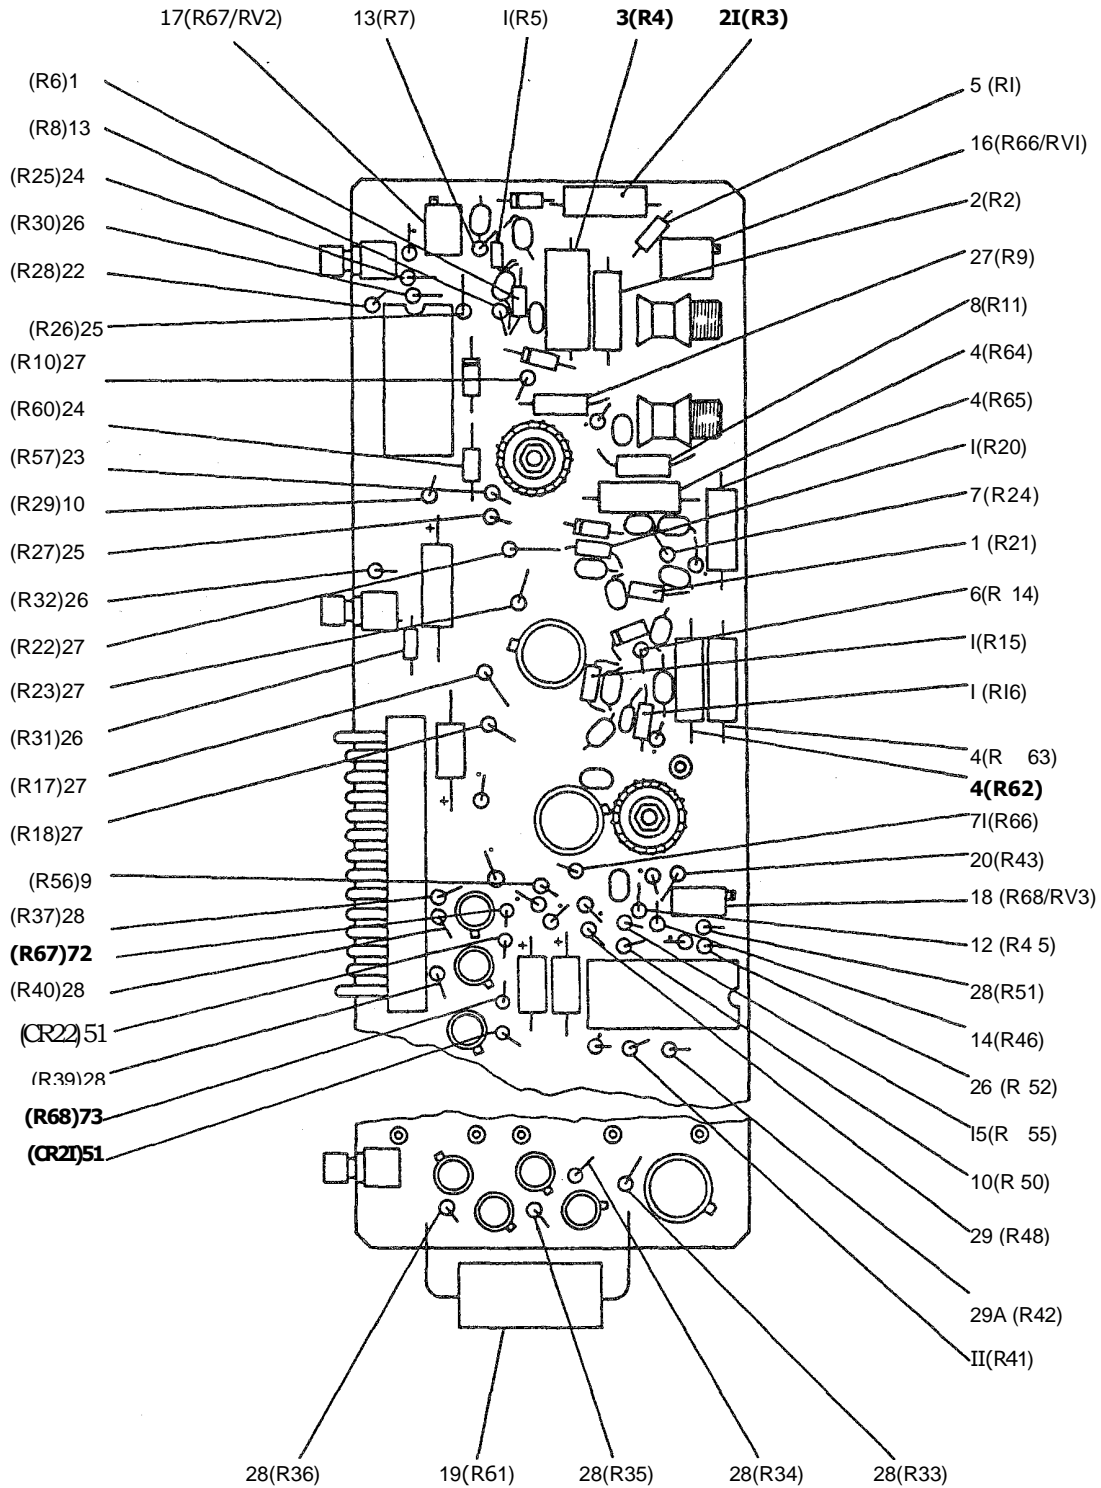 17(R67/RV2)
13(R7)
I(R5)
3(R4)
2I(R3)
(R6)1
(R8)13
(R25)24
(R30)26
(R28)22
(R26)25
(R10)27
(R60)24
(R57)23
(R29)10
(R27)25
(R32)26
(R22)27
(R23)27
(R31)26
(R17)27
(R18)27
(R56)9
(R37)28
(R67)72
(R40)28
(CR22)51
(R39)28
(R68)73
(CR2I)51
5 (RI)
16(R66/RVI)
2(R2)
27(R9)
8(R11)
4(R64)
4(R65)
I(R20)
7(R24)
1 (R21)
6(R 14)
I(R15)
I (RI6)
4(R 63)
4(R62)
7I(R66)
20(R43)
18 (R68/RV3)
12 (R4 5)
28(R51)
14(R46)
26 (R 52)
I5(R 55)
10(R 50)
29 (R48)
29A (R42)
II(R41)
28(R36)
19(R61)
28(R35)
28(R34)
28(R33)